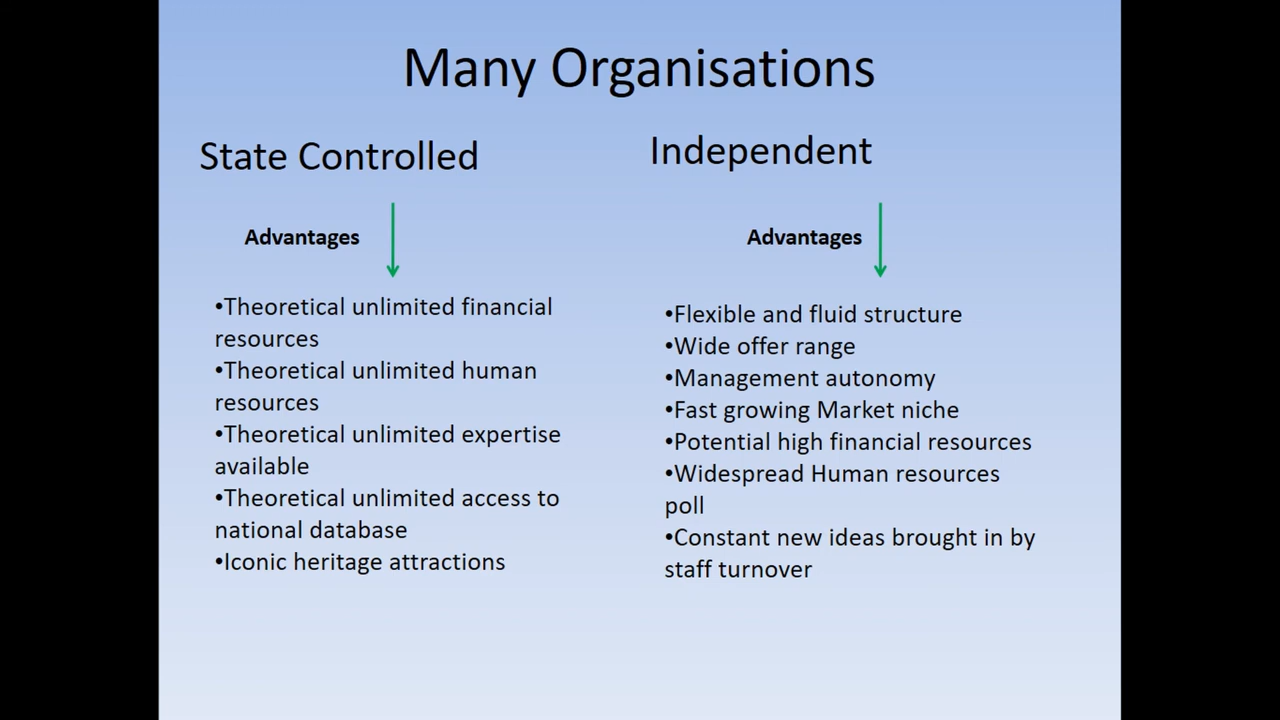 Many Organisations
State Controlled
Advantages
•Theoretical unlimited financial
resources
•Theoretical unlimited human
resources
•Theoretical unlimited expertise
available
•Theoretical unlimited access to
national database
•Iconic heritage attractions
Independent
Advantages
•Flexible and fluid structure
•Wide offer range
•Management autonomy
•Fast growing Market niche
•Potential high financial resources
•Widespread Human resources
poll
•Constant new ideas brought in by
staff turnover